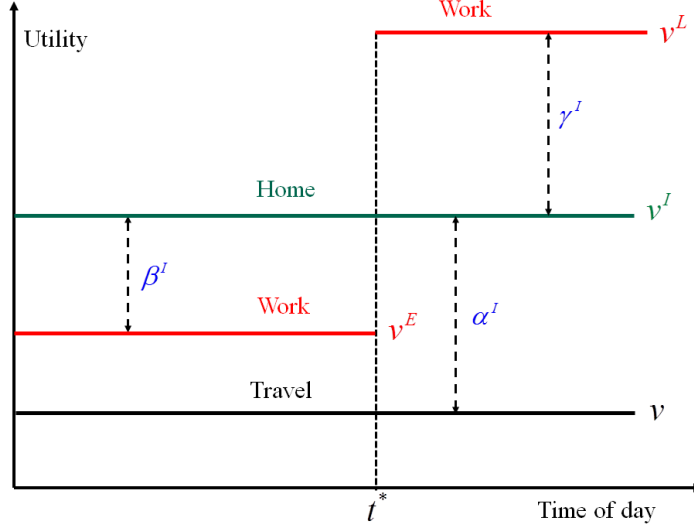 Work
v^L
Utility
γ^I
Home
v^I
β^I
Work
v^E
α^I
Travel
v
t^*
Time of day